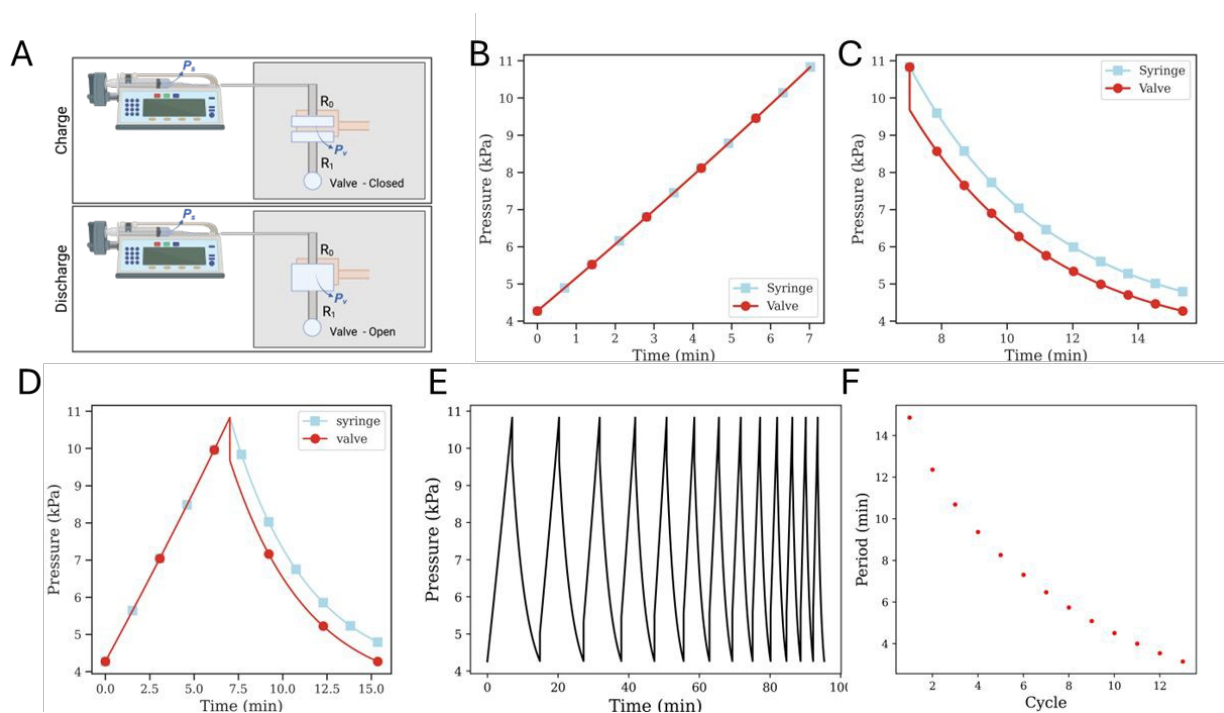 A
Charge
Ps
R0
Pv
R1
Valve - Closed
Discharge
Ps
R0
Pv
R1
Valve - Open
B
Pressure (kPa)
11
10
9
8
7
6
5
4
Syringe
Valve
0 1 2 3 4 5 6 7
Time (min)
C
Pressure (kPa)
11
10
9
8
7
6
5
4
Syringe
Valve
8 10 12 14
Time (min)
D
Pressure (kPa)
11
10
9
8
7
6
5
4
syringe
valve
0.0 2.5 5.0 7.5 10.0 12.5 15.0
Time (min)
E
Pressure (kPa)
11
10
9
8
7
6
5
4
0 20 40 60 80 100
Time (min)
F
Period (min)
14
12
10
8
6
4
2 4 6 8 10 12
Cycle